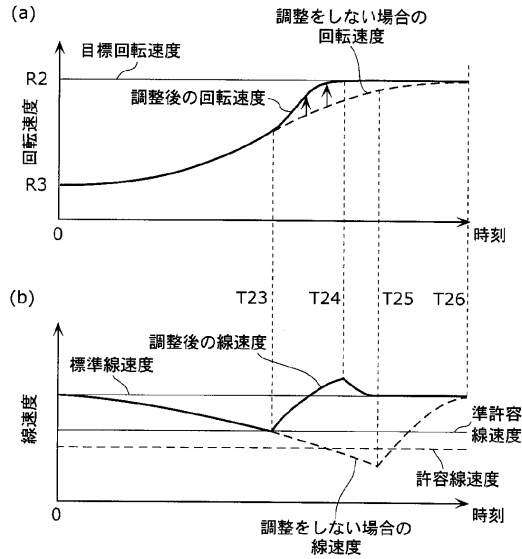 (a)
調整をしない場合の
回転速度
目標回転速度
R2
調整後の回転速度
回転速度
R3
0
時刻
(b)
T23
T24
T25
T26
調整後の線速度
標準線速度
線速度
準許容
線速度
許容線速度
0
時刻
調整をしない場合の
線速度